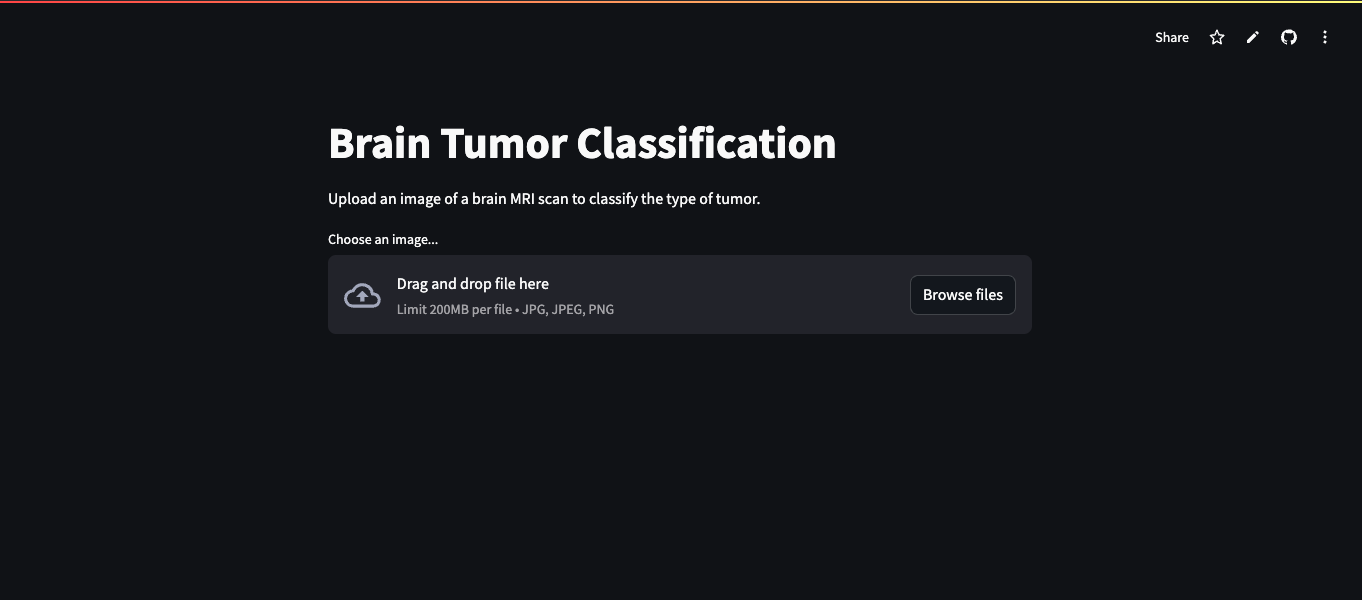 Share
Brain Tumor Classification
Upload an image of a brain MRI scan to classify the type of tumor.
Choose an image...
Drag and drop file here
Limit 200MB per file • JPG, JPEG, PNG
Browse files